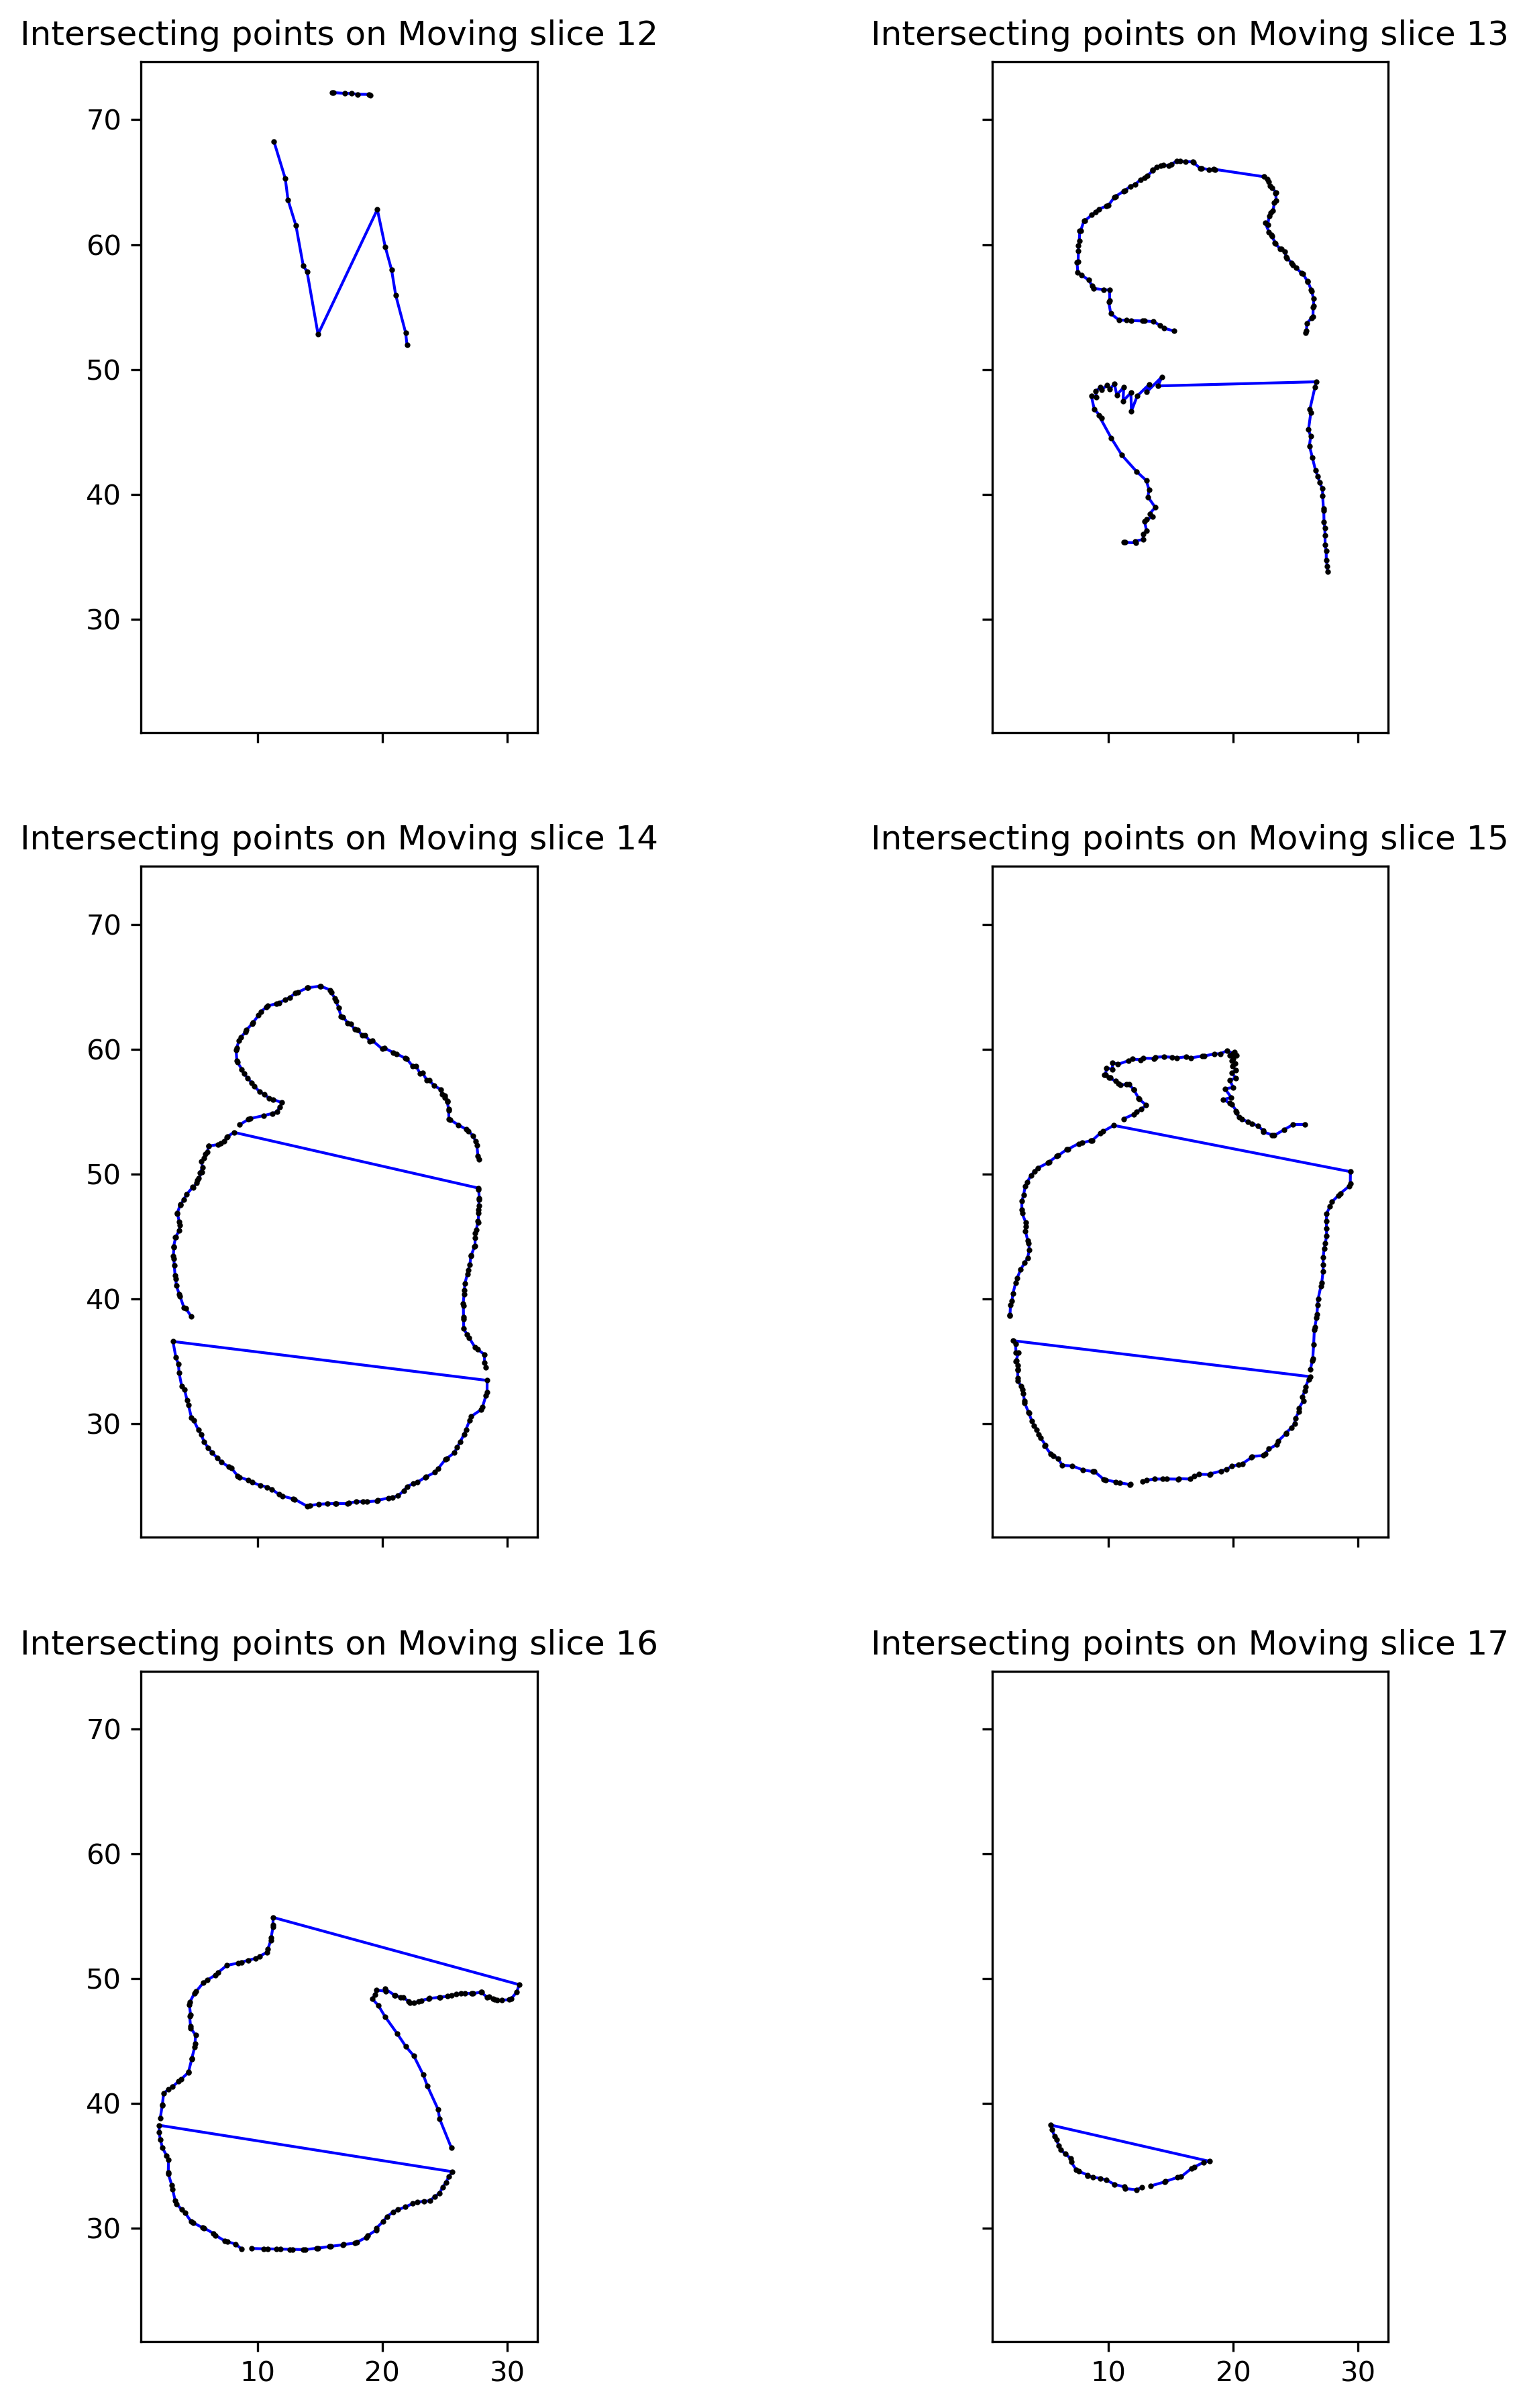 Intersecting points on Moving slice 12
Intersecting points on Moving slice 13
70
60
50
40
30
Intersecting points on Moving slice 14
Intersecting points on Moving slice 15
70
60
50
40
30
Intersecting points on Moving slice 16
Intersecting points on Moving slice 17
70
60
50
40
30
10 20 30
10 20 30